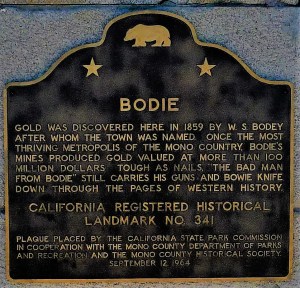 BODIE
GOLD WAS DISCOVERED HERE IN 1859 BY W. S. BODEY
AFTER WHOM THE TOWN WAS NAMED. ONCE THE MOST
THRIVING METROPOLIS OF THE MONO COUNTRY, BODIE'S
MINES PRODUCED GOLD VALUED AT MORE THAN 100
MILLION DOLLARS. TOUGH AS NAILS, "THE BAD MAN
FROM BODIE" STILL CARRIES HIS GUNS AND BOWIE KNIFE
DOWN THROUGH THE PAGES OF WESTERN HISTORY.
CALIFORNIA REGISTERED HISTORICAL
LANDMARK NO. 341
PLAQUE PLACED BY THE CALIFORNIA STATE PARK COMMISSION
IN COOPERATION WITH THE MONO COUNTY DEPARTMENT OF PARKS
AND RECREATION AND THE MONO COUNTY HISTORICAL SOCIETY,
SEPTEMBER 12, 1964